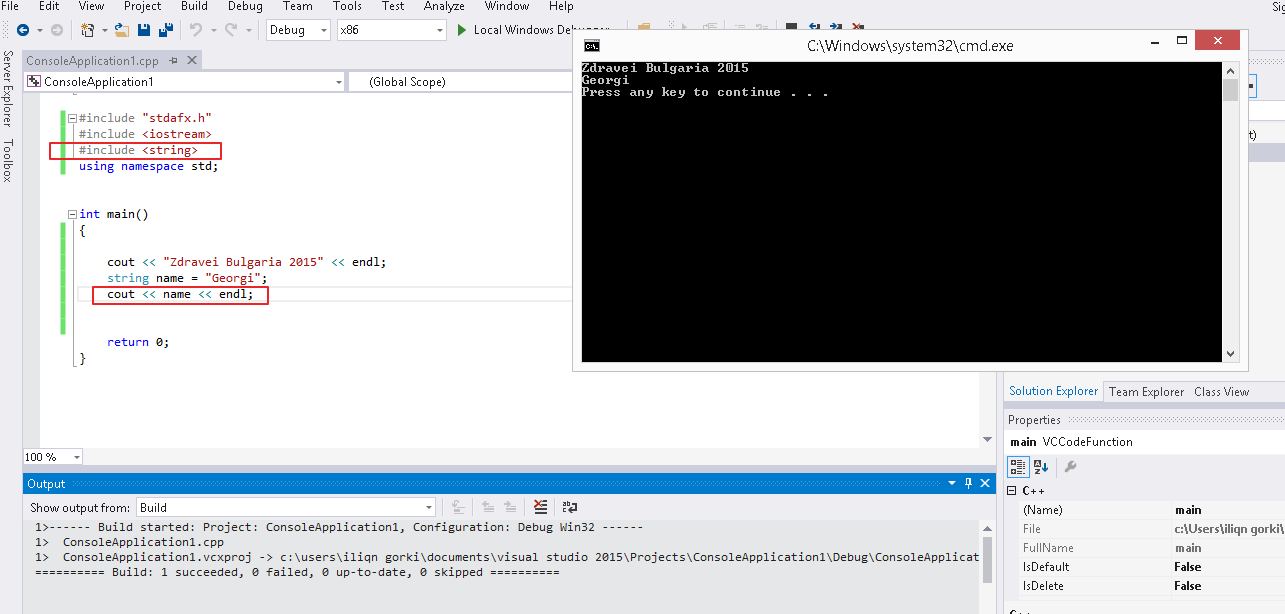 File Edit View Project Build Debug Team Tools Test Analyze Window Help
Debug x86 Local Windows
ConsoleApplication1.cpp
ConsoleApplication1 (Global Scope)
Server Explorer
Toolbox
#include "stdafx.h"
#include <iostream>
#include <string>
using namespace std;
int main()
{
cout << "Zdravei Bulgaria 2015" << endl;
string name = "Georgi";
cout << name << endl;
return 0;
}
100 %
C:\Windows\system32\cmd.exe
Zdravei Bulgaria 2015
Georgi
Press any key to continue . . .
Output
Show output from: Build
1>------ Build started: Project: ConsoleApplication1, Configuration: Debug Win32 ------
1> ConsoleApplication1.cpp
1> ConsoleApplication1.vcxproj -> c:\users\iliqn gorki\documents\visual studio 2015\Projects\ConsoleApplication1\Debug\ConsoleApplicat
========== Build: 1 succeeded, 0 failed, 0 up-to-date, 0 skipped ==========
Solution Explorer Team Explorer Class View
Properties
main VCCodeFunction
C++
(Name) main
File c:\Users\iliqn gorki\
FullName main
IsDefault False
IsDelete False